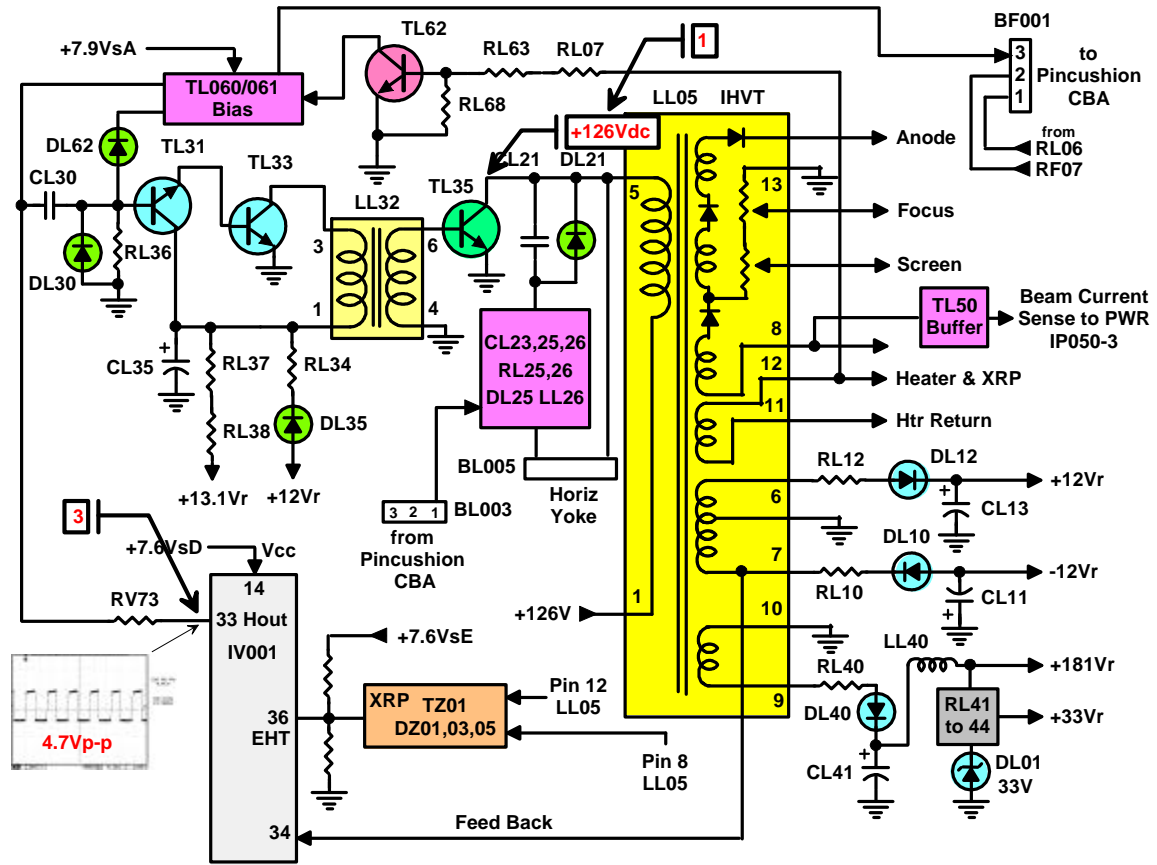 TL62
BF001
+7.9VsA
RL63
RL07
1
3
2
1
to
Pincushion
CBA
TL060/061
Bias
RL68
LL05
IHVT
from
RL06
RF07
DL62
TL31
TL33
+126Vdc
Anode
CL30
CL21
DL21
TL35
5
13
Focus
LL32
3
6
RL36
DL30
Screen
TL50
Buffer
Beam Current
Sense to PWR
IP050-3
1
4
8
CL35
+
RL37
RL34
CL23,25,26
RL25,26
DL25 LL26
12
Heater & XRP
11
Htr Return
RL38
DL35
BL005
Horiz
Yoke
+13.1Vr
+12Vr
RL12
DL12
+12Vr
6
+
CL13
3 2 1
BL003
from
Pincushion
CBA
3
+7.6VsD
Vcc
7
DL10
RL10
-12Vr
CL11
+
14
RV73
33 Hout
IV001
+126V
1
10
+7.6VsE
LL40
RL40
+181Vr
9
XRP
TZ01
DZ01,03,05
Pin 12
LL05
36
EHT
DL40
RL41
to 44
+33Vr
4.7Vp-p
Pin 8
LL05
+
CL41
DL01
33V
34
Feed Back